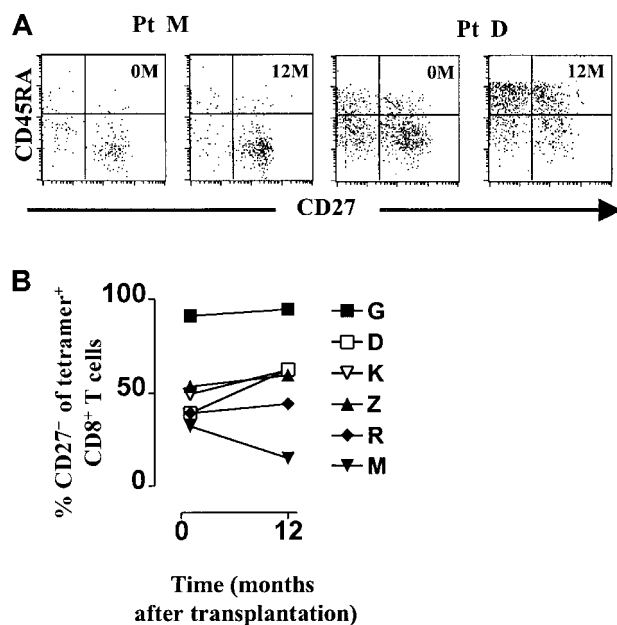 A
Pt M
Pt D
0M
12M
0M
12M
CD45RA
CD27
B
% CD27⁻ of tetramer⁺
CD8⁺ T cells
100
50
0
0
12
Time (months
after transplantation)
G
D
K
Z
R
M